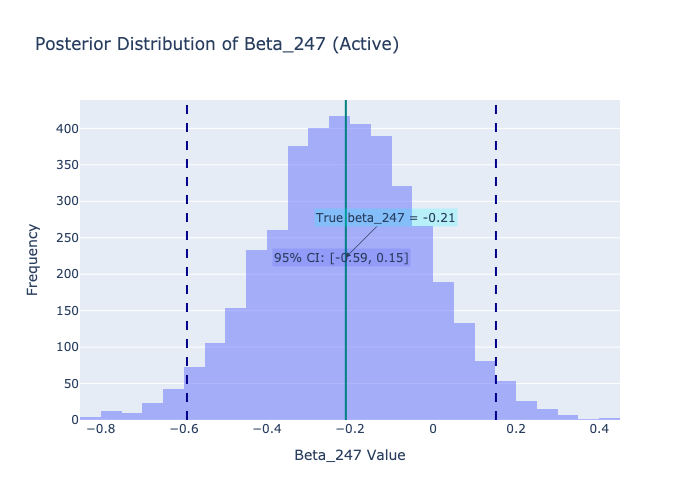 Posterior Distribution of Beta_247 (Active)
400
350
300
250
200
150
100
50
0
Frequency
True beta_247 = -0.21
95% CI: [-0.59, 0.15]
−0.8 −0.6 −0.4 −0.2 0 0.2 0.4
Beta_247 Value